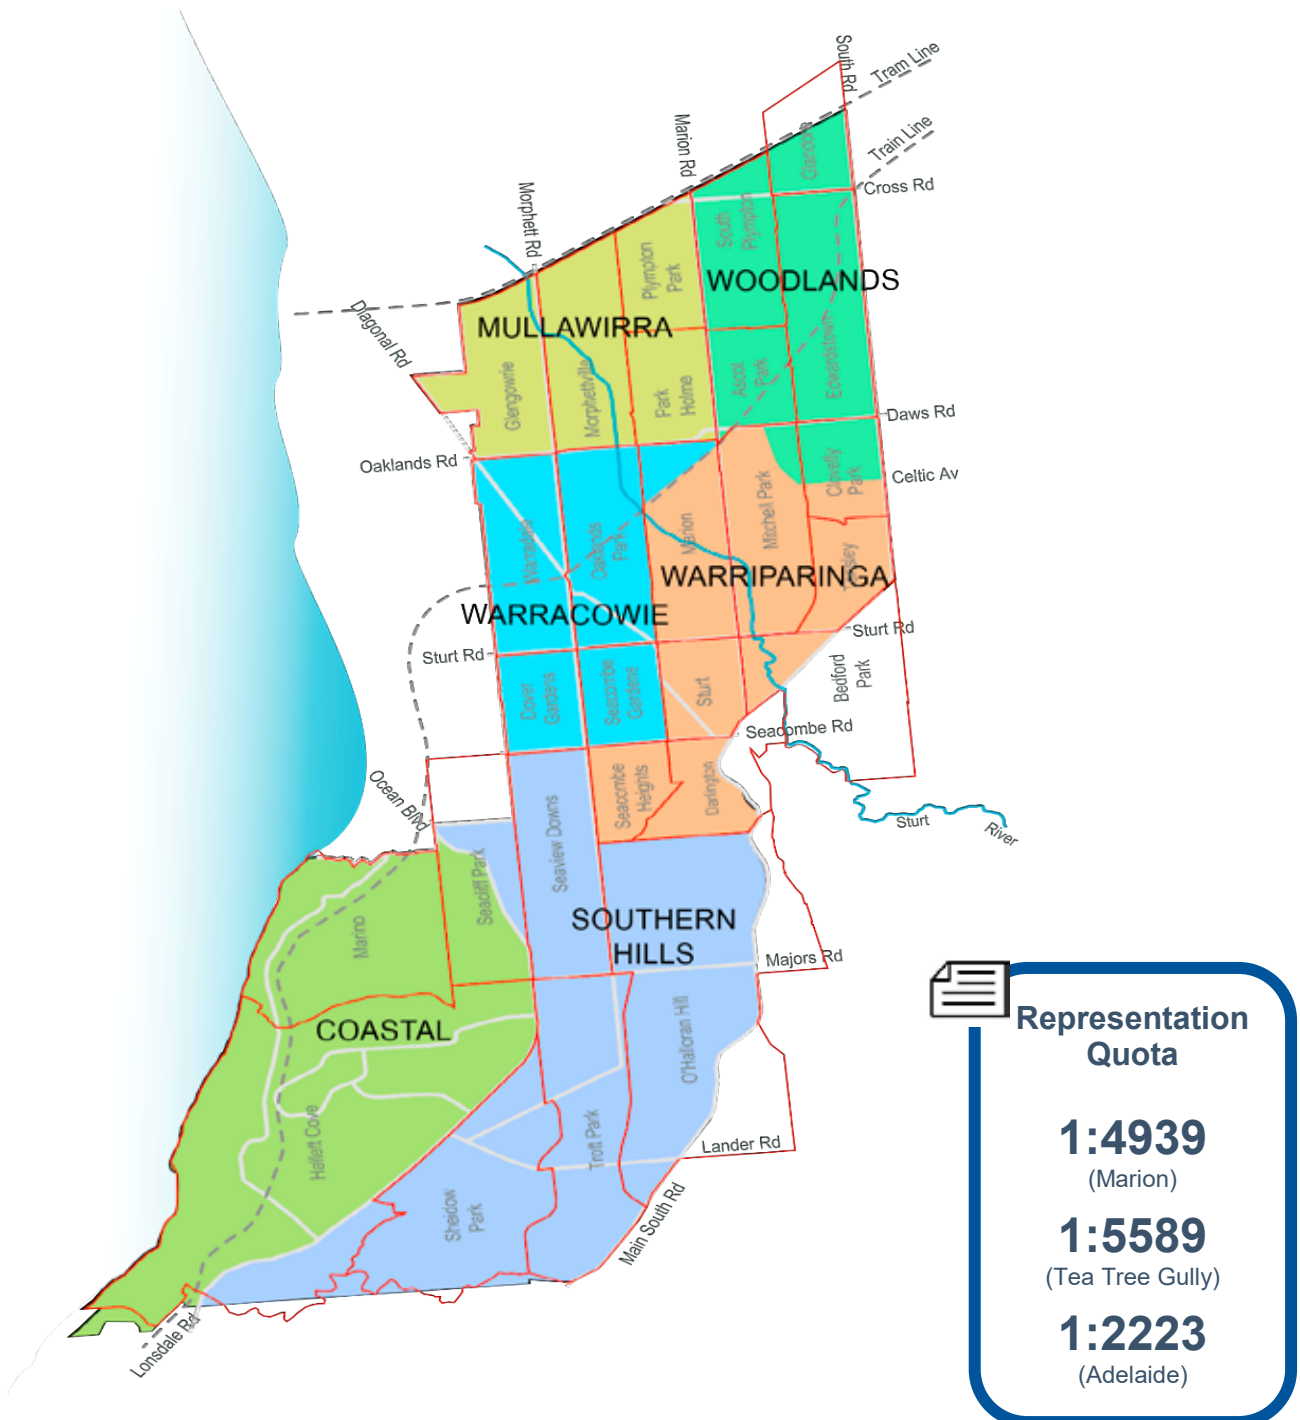 South Rd
Tram Line
Marion Rd
Train Line
Glandore
Cross Rd
Morphett Rd
South
Plympton
Plympton
Park
WOODLANDS
Diagonal Rd
MULLAWIRRA
Edwardstown
Ascot
Park
Glengowrie
Morphettville
Park
Holme
Daws Rd
Oaklands Rd
Clovelly
Park
Celtic Av
Mitchell Park
Marion
Warradale
Oaklands
Park
WARRIPARINGA
WARRACOWIE
Sturt Rd
Sturt Rd
Bedford
Park
Dover
Gardens
Seacombe
Gardens
Sturt
Seacombe Rd
Ocean Blvd
Seacombe
Heights
Darlington
Sturt
River
Seaview Downs
Seacliff Park
Marino
SOUTHERN
HILLS
Majors Rd
COASTAL
O'Halloran Hill
Hallett Cove
Trott Park
Lander Rd
Sheidow
Park
Main South Rd
Lonsdale Rd
Representation
Quota
1:4939
(Marion)
1:5589
(Tea Tree Gully)
1:2223
(Adelaide)